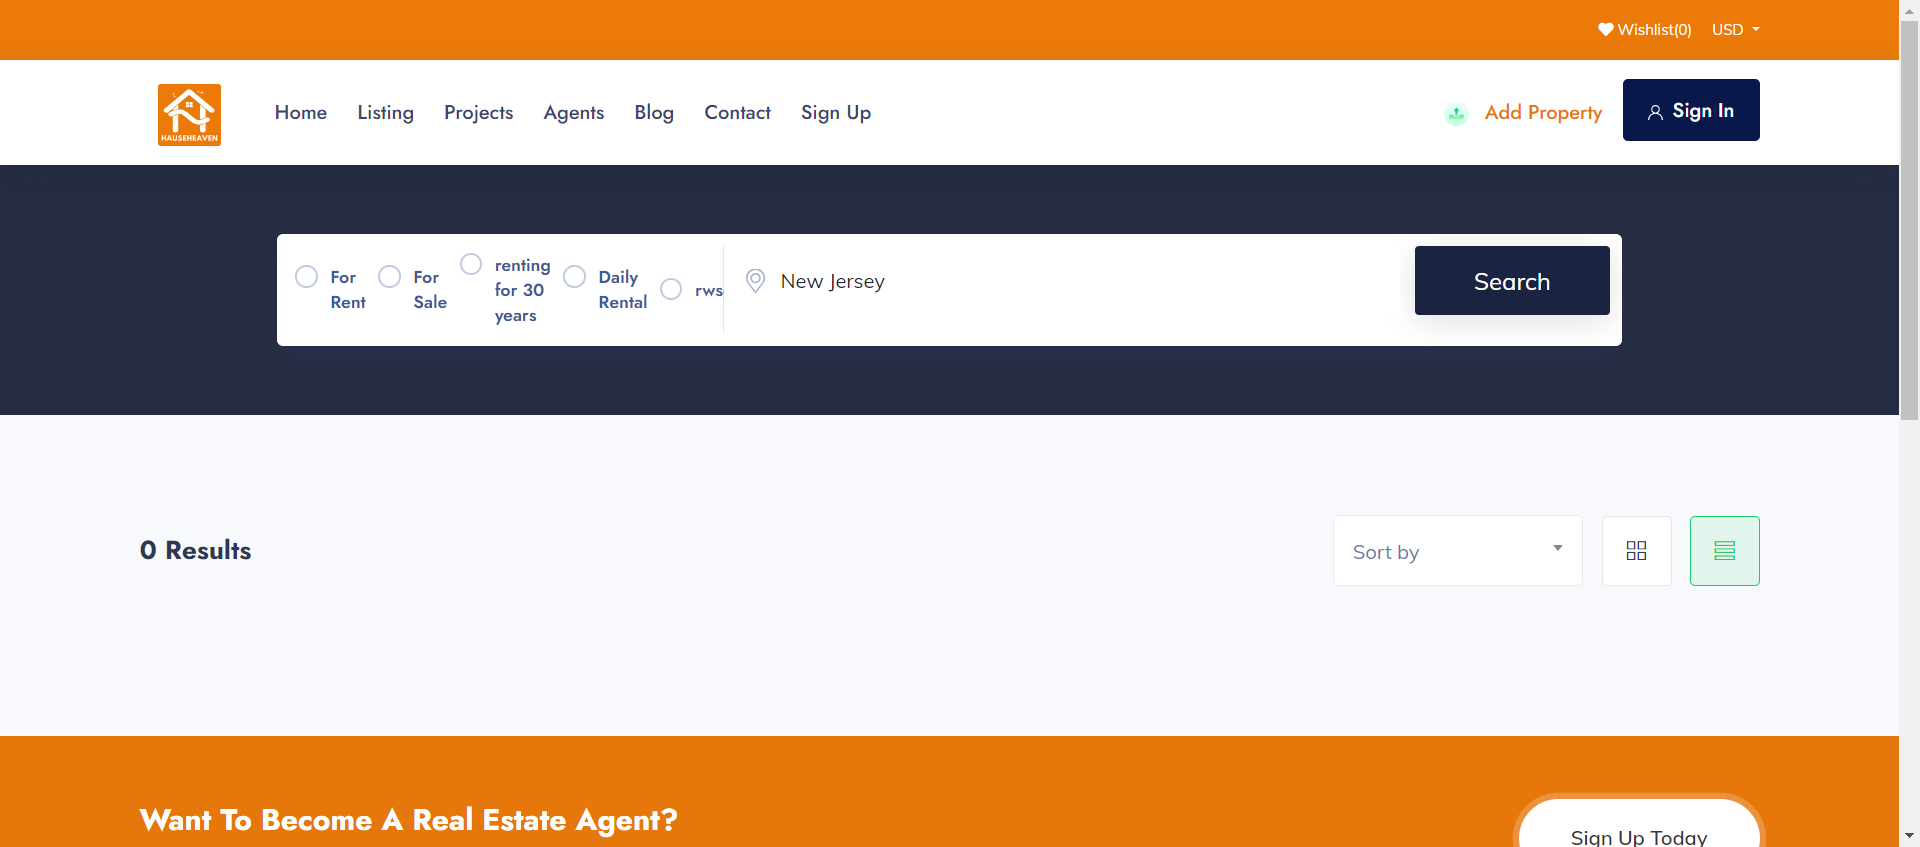 Wishlist(0) USD
HAUSEHEAVEN
Home Listing Projects Agents Blog Contact Sign Up Add Property Sign In
For Rent
For Sale
renting for 30 years
Daily Rental
rws
New Jersey
Search
0 Results
Sort by
Want To Become A Real Estate Agent?
Sign Up Today